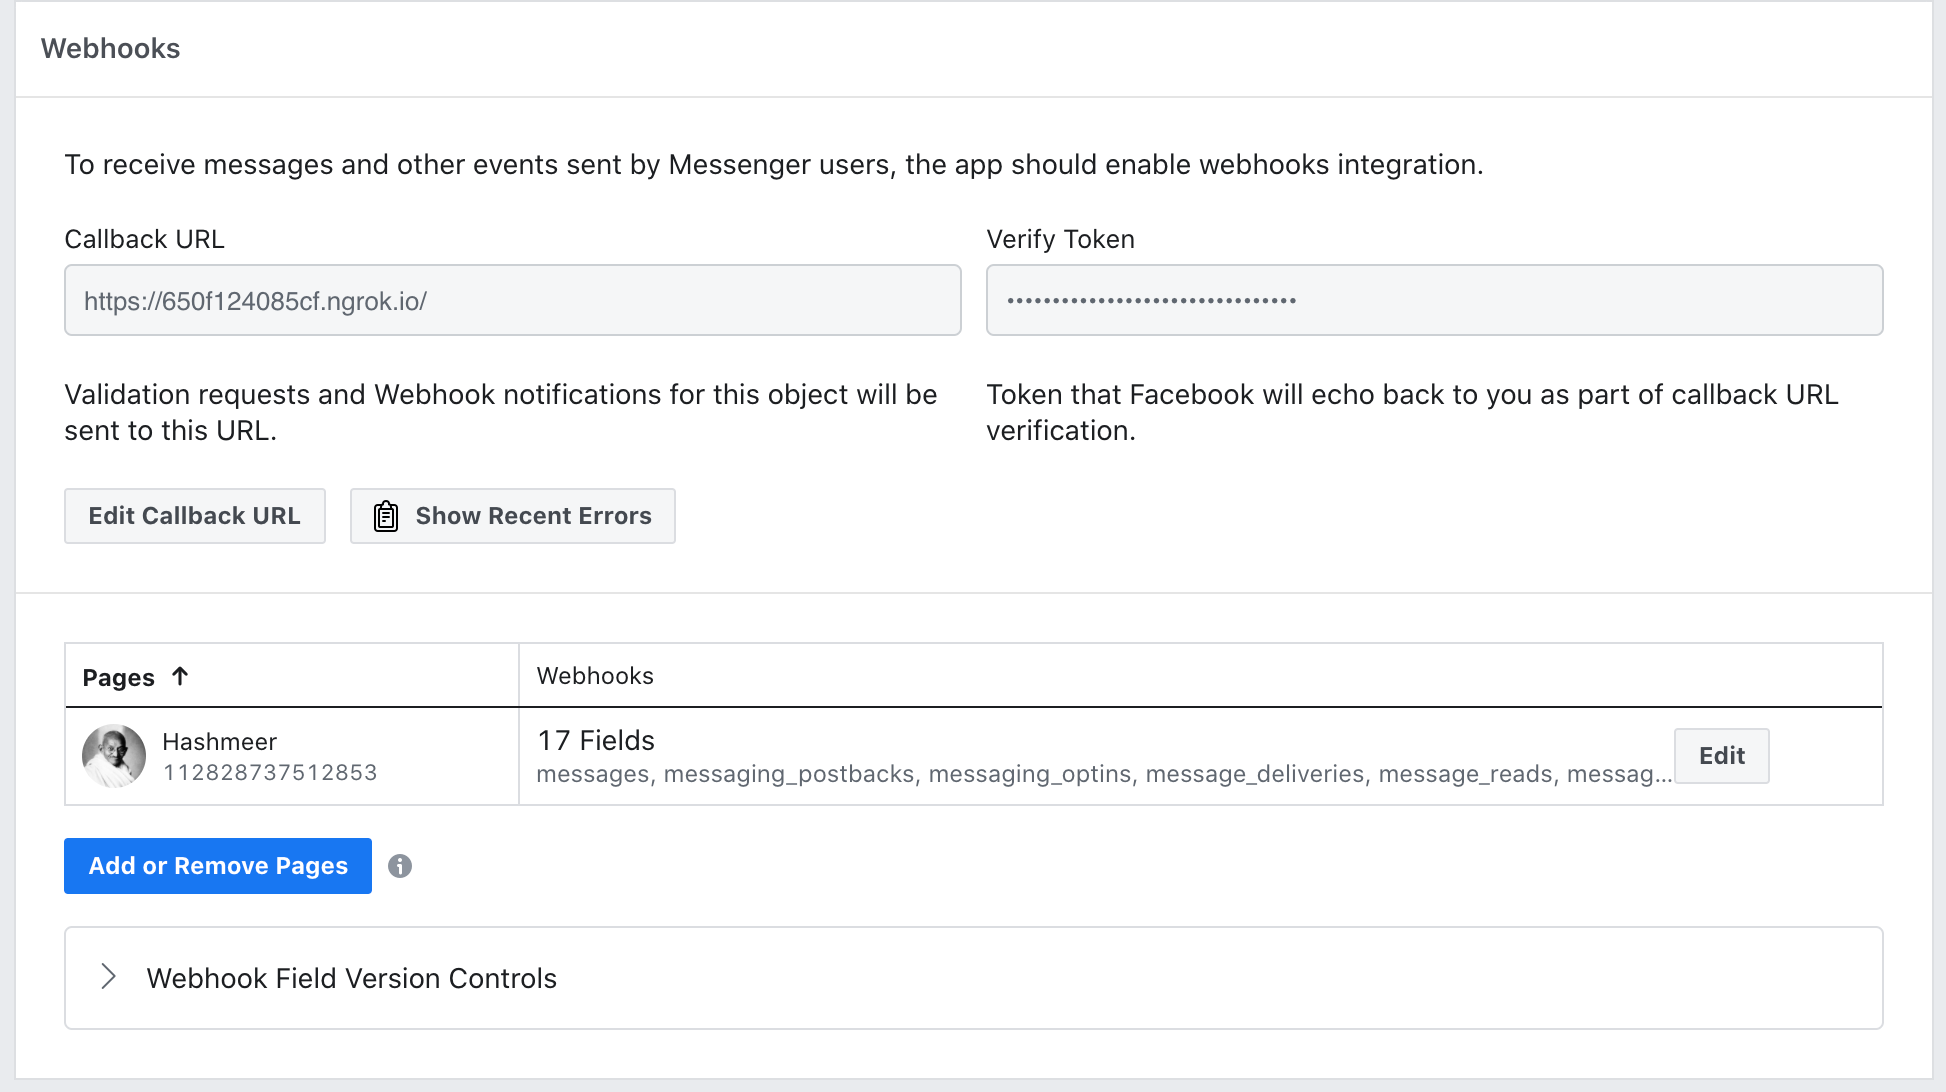 Webhooks
To receive messages and other events sent by Messenger users, the app should enable webhooks integration.
Callback URL
Verify Token
https://650f124085cf.ngrok.io/
••••••••••••••••••••••••••••••••
Validation requests and Webhook notifications for this object will be
sent to this URL.
Token that Facebook will echo back to you as part of callback URL
verification.
Edit Callback URL
Show Recent Errors
Pages ↑
Webhooks
Hashmeer
112828737512853
17 Fields
messages, messaging_postbacks, messaging_optins, message_deliveries, message_reads, messag...
Edit
Add or Remove Pages
Webhook Field Version Controls